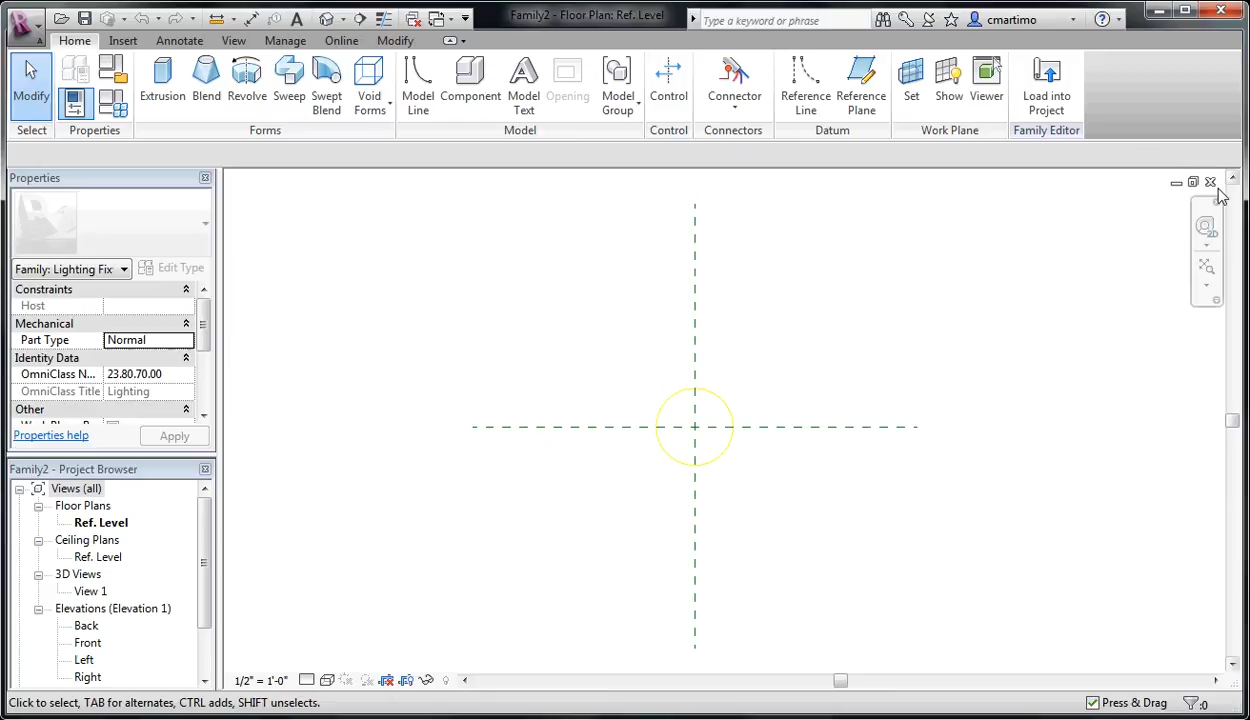 Family2 - Floor Plan: Ref. Level
Type a keyword or phrase
cmartimo
Home
Insert
Annotate
View
Manage
Online
Modify
Modify
Extrusion
Blend
Revolve
Sweep
Swept Blend
Void Forms
Model Line
Component
Model Text
Opening
Model Group
Control
Connector
Reference Line
Reference Plane
Set
Show
Viewer
Load into Project
Select
Properties
Forms
Model
Control
Connectors
Datum
Work Plane
Family Editor
Properties
Family: Lighting Fix
Edit Type
Constraints
Host
Mechanical
Part Type
Normal
Identity Data
OmniClass N...
23.80.70.00
OmniClass Title
Lighting
Other
Properties help
Apply
Family2 - Project Browser
Views (all)
Floor Plans
Ref. Level
Ceiling Plans
Ref. Level
3D Views
View 1
Elevations (Elevation 1)
Back
Front
Left
Right
2D
1/2" = 1'-0"
Click to select, TAB for alternates, CTRL adds, SHIFT unselects.
Press & Drag
:0